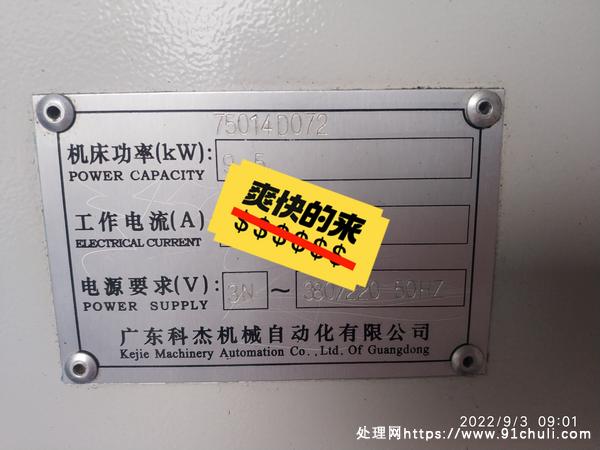 75014D072
机床功率(kW):
POWER CAPACITY
工作电流(A)
ELECTRICAL CURRENT
爽快的来
$$$$$$
电源要求(V):
3N ~ 380/220 50HZ
POWER SUPPLY
广东科杰机械自动化有限公司
Kejie Machinery Automation Co.,Ltd. Of Guangdong
2022/9/3 09:01
处理网https://www.91chuli.com/